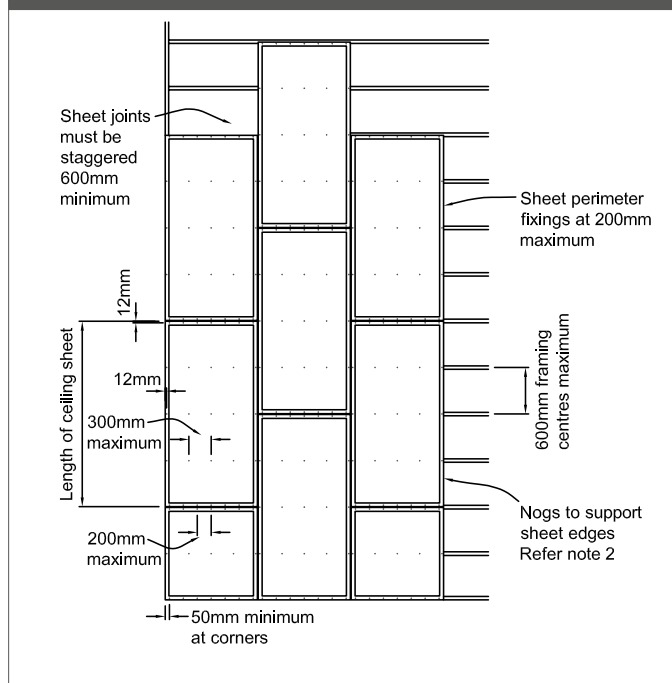 Sheet joints
must be
staggered
600mm
minimum
Sheet perimeter
fixings at 200mm
maximum
12mm
Length of ceiling sheet
12mm
300mm
maximum
600mm framing
centres maximum
200mm
maximum
Nogs to support
sheet edges
Refer note 2
50mm minimum
at corners